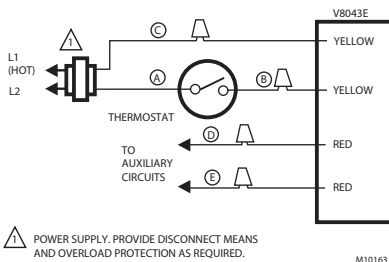 V8043E
1
C
L1
(HOT)
L2
YELLOW
A
B
YELLOW
THERMOSTAT
D
RED
TO
AUXILIARY
CIRCUITS
E
RED
1 POWER SUPPLY. PROVIDE DISCONNECT MEANS
AND OVERLOAD PROTECTION AS REQUIRED.
M10163